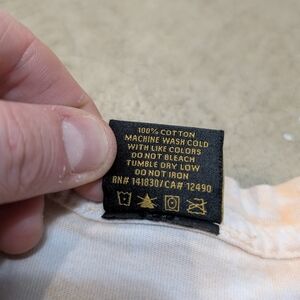 100% COTTON
MACHINE WASH COLD
WITH LIKE COLORS
DO NOT BLEACH
TUMBLE DRY LOW
DO NOT IRON
RN# 141830/CA# 12490